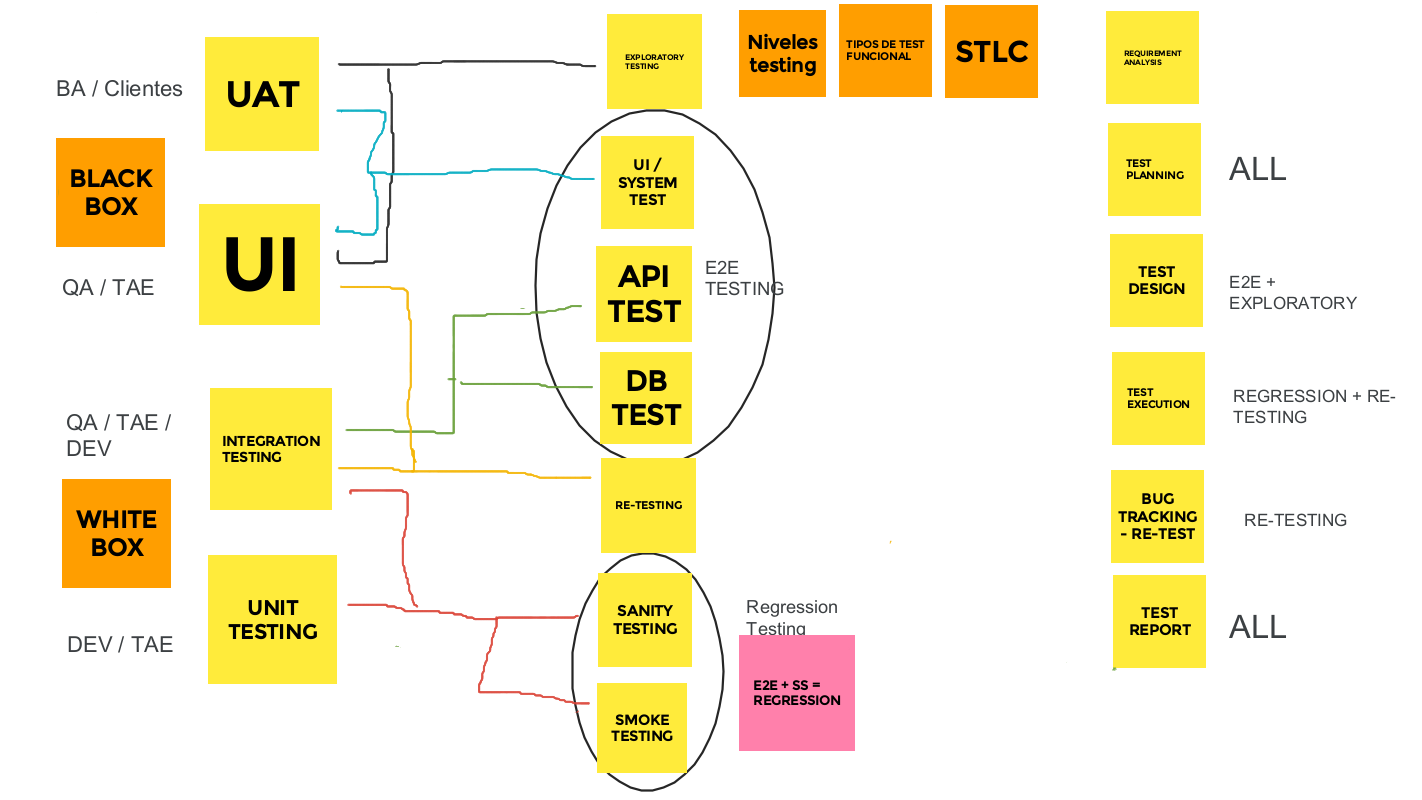 BA / Clientes
UAT
BLACK
BOX
UI
QA / TAE
QA / TAE /
DEV
INTEGRATION
TESTING
WHITE
BOX
UNIT
TESTING
DEV / TAE
EXPLORATORY
TESTING
UI /
SYSTEM
TEST
API
TEST
E2E
TESTING
DB
TEST
RE-TESTING
SANITY
TESTING
SMOKE
TESTING
Regression
Testing
E2E + SS =
REGRESSION
Niveles
testing
TIPOS DE TEST
FUNCIONAL
STLC
REQUIREMENT
ANALYSIS
TEST
PLANNING
ALL
TEST
DESIGN
E2E +
EXPLORATORY
TEST
EXECUTION
REGRESSION + RE-
TESTING
BUG
TRACKING
- RE-TEST
RE-TESTING
TEST
REPORT
ALL